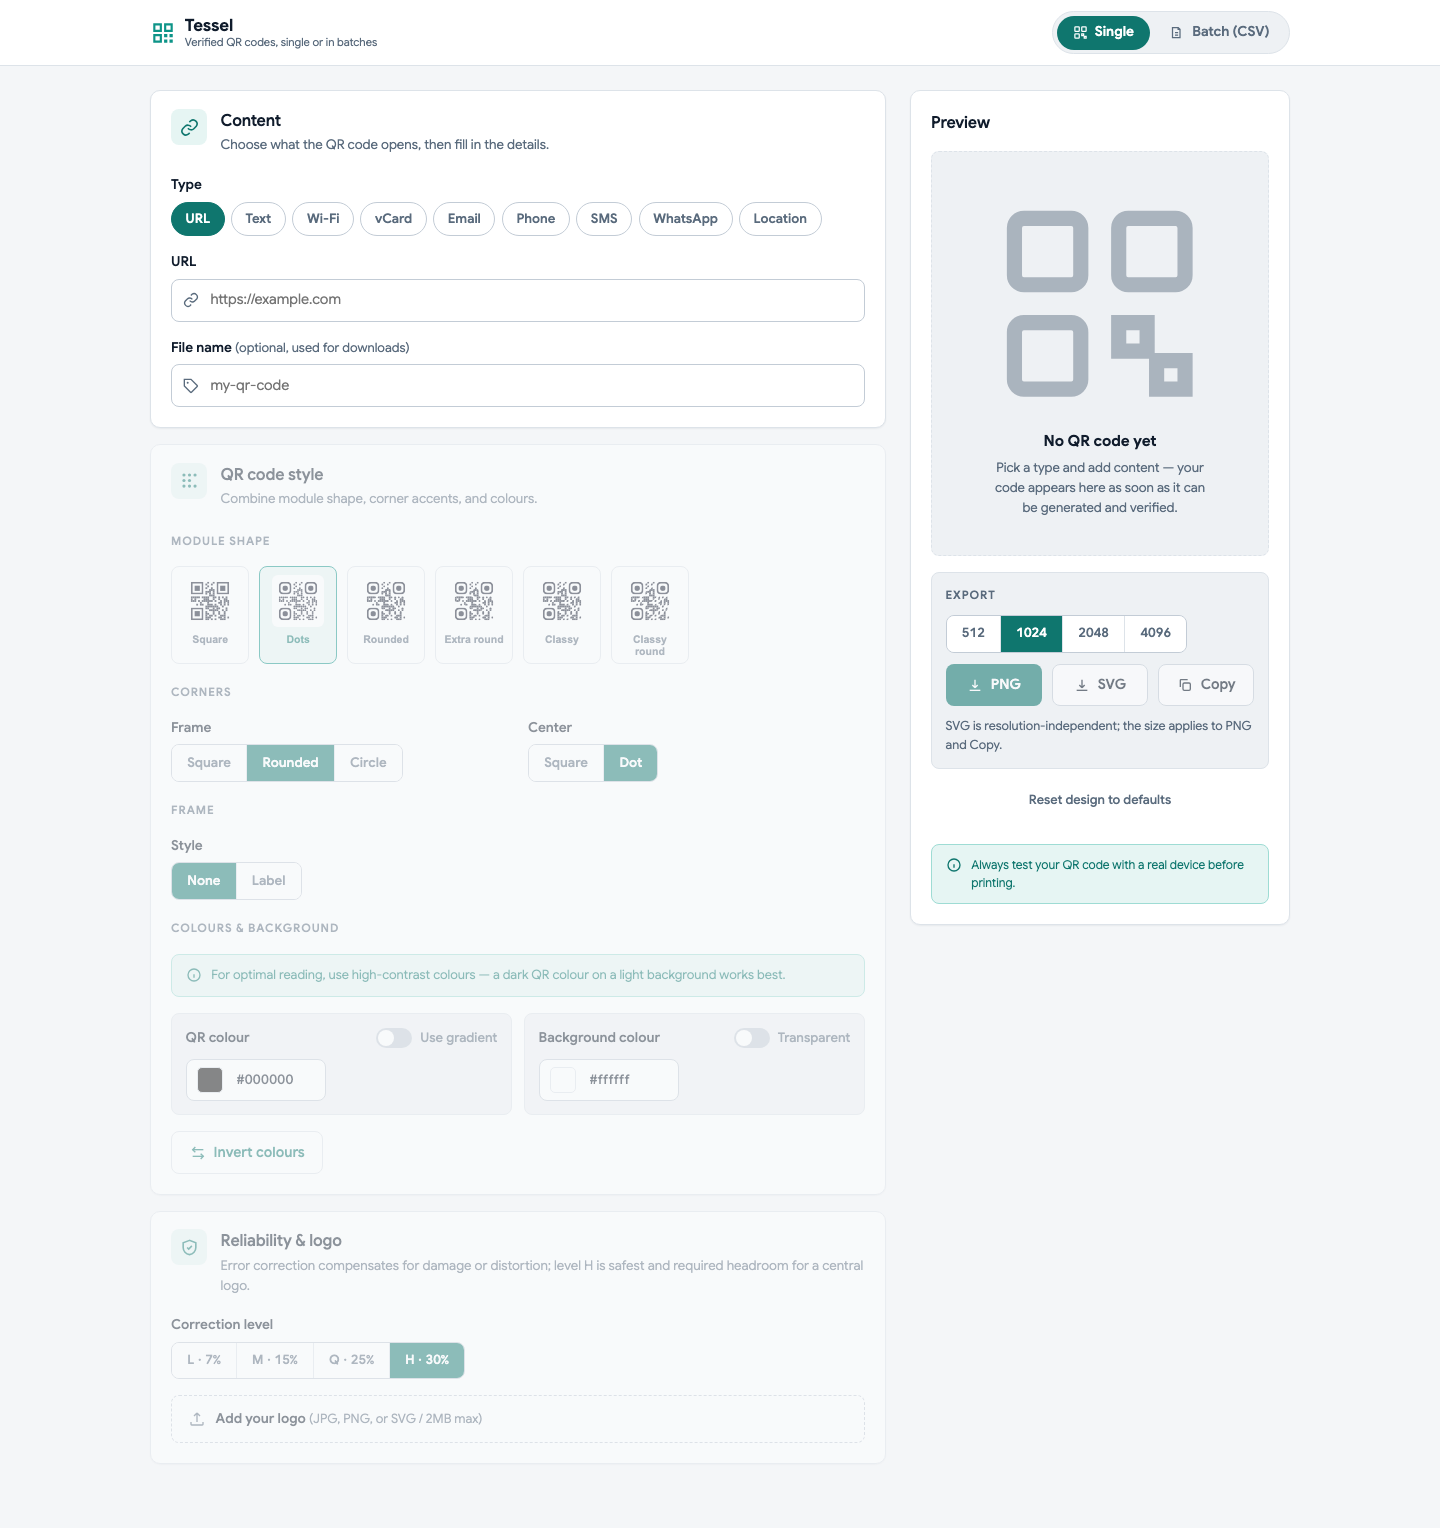 Tessel
Verified QR codes, single or in batches
Single
Batch (CSV)
Content
Choose what the QR code opens, then fill in the details.
Type
URL
Text
Wi-Fi
vCard
Email
Phone
SMS
WhatsApp
Location
URL
https://example.com
File name (optional, used for downloads)
my-qr-code
QR code style
Combine module shape, corner accents, and colours.
MODULE SHAPE
Square
Dots
Rounded
Extra round
Classy
Classy
round
CORNERS
Frame
Square
Rounded
Circle
Center
Square
Dot
FRAME
Style
None
Label
COLOURS & BACKGROUND
For optimal reading, use high-contrast colours — a dark QR colour on a light background works best.
QR colour
Use gradient
#000000
Background colour
Transparent
#ffffff
Invert colours
Reliability & logo
Error correction compensates for damage or distortion; level H is safest and required headroom for a central
logo.
Correction level
L · 7%
M · 15%
Q · 25%
H · 30%
Add your logo (JPG, PNG, or SVG / 2MB max)
Preview
No QR code yet
Pick a type and add content — your
code appears here as soon as it can
be generated and verified.
EXPORT
512
1024
2048
4096
PNG
SVG
Copy
SVG is resolution-independent; the size applies to PNG
and Copy.
Reset design to defaults
Always test your QR code with a real device before
printing.